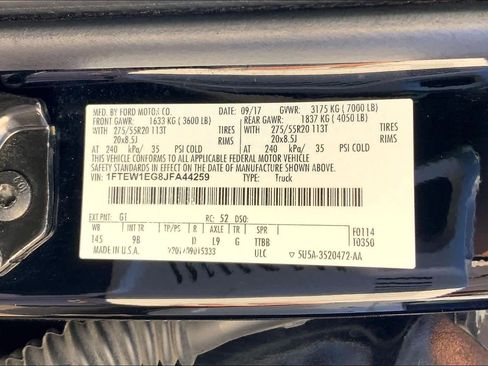 MFD. BY FORD MOTOR CO. DATE: 09/17 GVWR: 3175 KG ( 7000 LB)
FRONT GAWR: 1633 KG ( 3600 LB) REAR GAWR: 1837 KG ( 4050 LB)
WITH 275/55R20 113T TIRES WITH 275/55R20 113T TIRES
20x8.5J RIMS 20x8.5J RIMS
AT 240 kPa/ 35 PSI COLD AT 240 kPa/ 35 PSI COLD
THIS VEHICLE CONFORMS TO ALL APPLICABLE FEDERAL MOTOR VEHICLE
SAFETY STANDARDS IN EFFECT ON THE DATE OF MANUFACTURE SHOWN ABOVE.
VIN: 1FTEW1EG8JFA44259 TYPE: Truck
EXT PNT: G1 RC: 52 DSO: F0114
WB BRK INT TR TP/PS R AXLE TR SPR T0350
145 9B D L9 G TTBB
MADE IN U.S.A. ULC 5U5A-3520472-AA